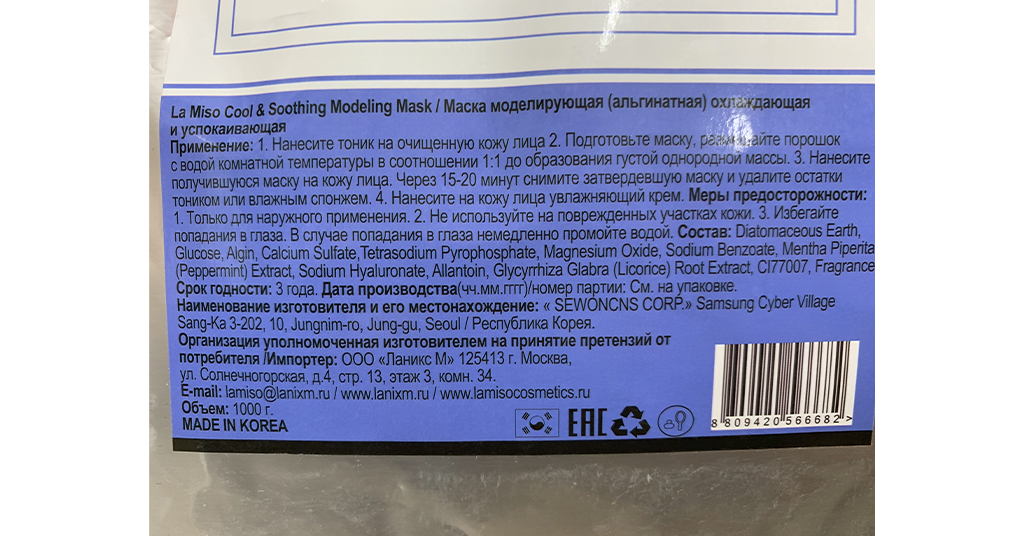 La Miso Cool & Soothing Modeling Mask / Маска моделирующая (альгинатная) охлаждающая
и успокаивающая
Применение: 1. Нанесите тоник на очищенную кожу лица 2. Подготовьте маску, размешайте порошок
с водой комнатной температуры в соотношении 1:1 до образования густой однородной массы. 3. Нанесите
получившуюся маску на кожу лица. Через 15-20 минут снимите затвердевшую маску и удалите остатки
тоником или влажным спонжем. 4. Нанесите на кожу лица увлажняющий крем. Меры предосторожности:
1. Только для наружного применения. 2. Не используйте на поврежденных участках кожи. 3. Избегайте
попадания в глаза. В случае попадания в глаза немедленно промойте водой. Состав: Diatomaceous Earth,
Glucose, Algin, Calcium Sulfate, Tetrasodium Pyrophosphate, Magnesium Oxide, Sodium Benzoate, Mentha Piperita
(Peppermint) Extract, Sodium Hyaluronate, Allantoin, Glycyrrhiza Glabra (Licorice) Root Extract, CI77007, Fragrance
Срок годности: 3 года. Дата производства(чч.мм.гггг)/номер партии: См. на упаковке.
Наименование изготовителя и его местонахождение: « SEWONCNS CORP.» Samsung Cyber Village
Sang-Ka 3-202, 10, Jungnim-ro, Jung-gu, Seoul / Республика Корея.
Организация уполномоченная изготовителем на принятие претензий от
потребителя /Импортер: ООО «Ланикс М» 125413 г. Москва,
ул. Солнечногорская, д.4, стр. 13, этаж 3, комн. 34.
E-mail: lamiso@lanixm.ru / www.lanixm.ru / www.lamisocosmetics.ru
Объем: 1000 г.
MADE IN KOREA
EAC
8 809420 566682 >